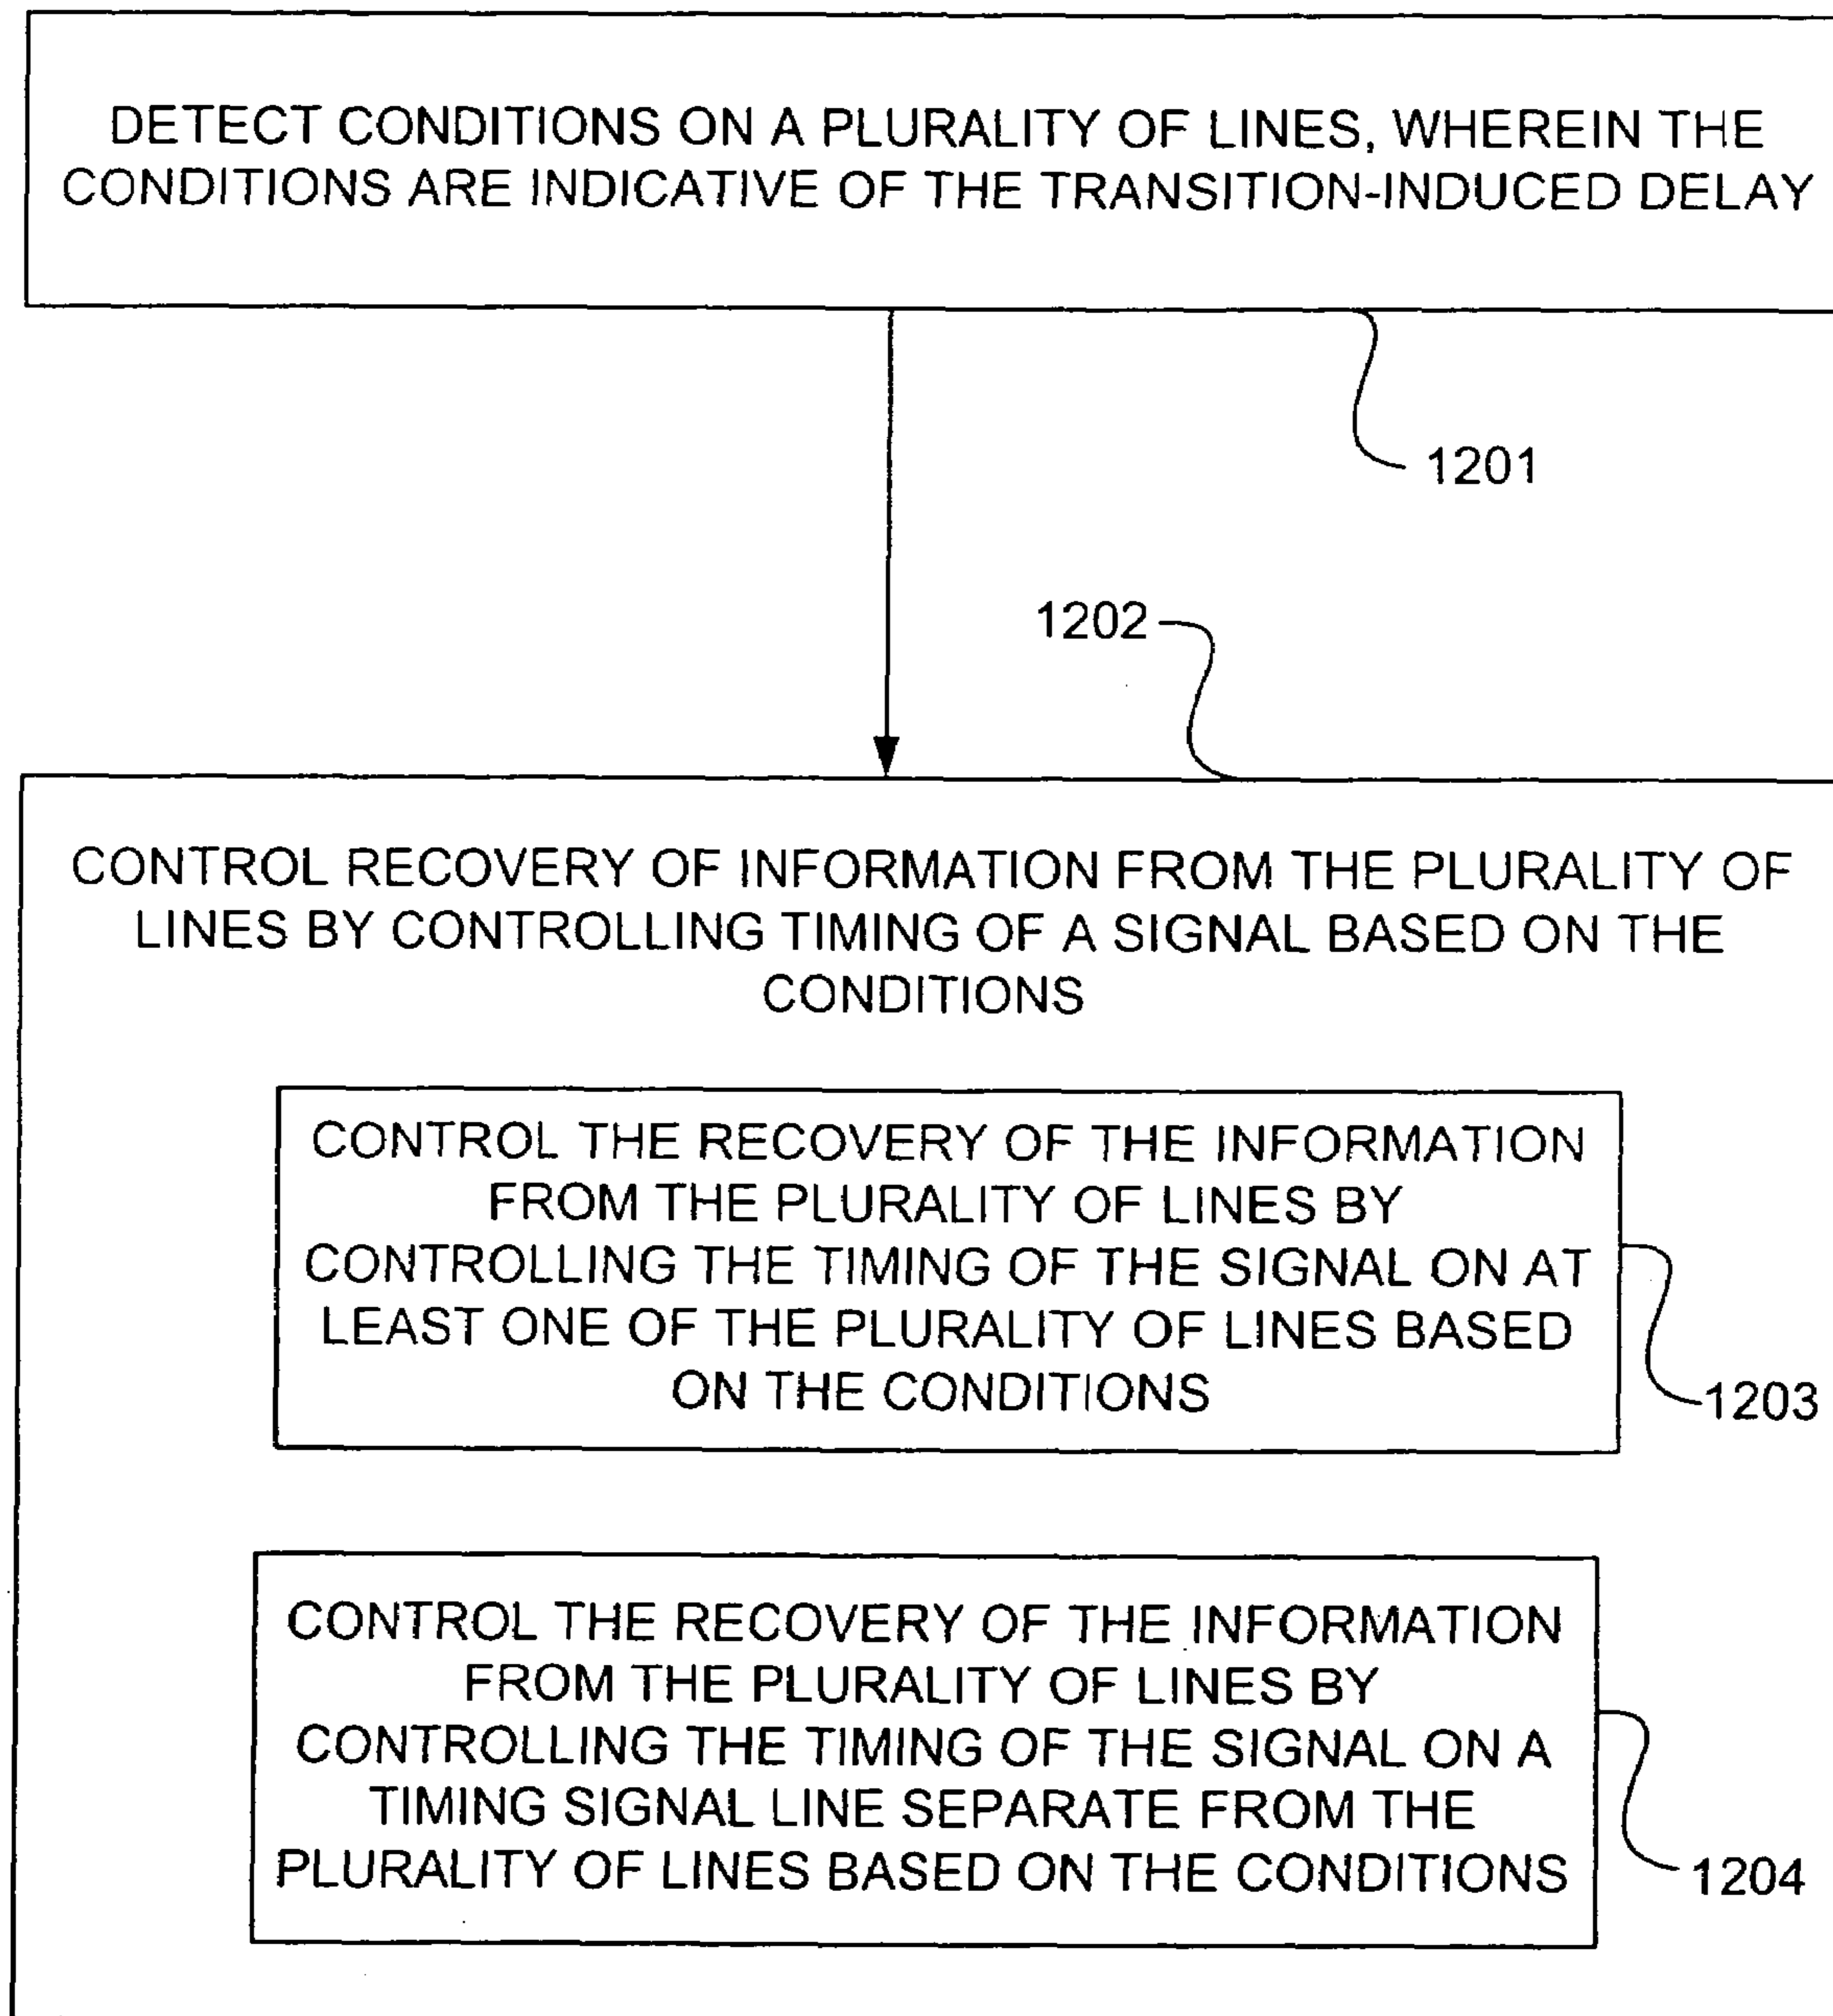 DETECT CONDITIONS ON A PLURALITY OF LINES, WHEREIN THE
CONDITIONS ARE INDICATIVE OF THE TRANSITION-INDUCED DELAY
1201
1202
CONTROL RECOVERY OF INFORMATION FROM THE PLURALITY OF
LINES BY CONTROLLING TIMING OF A SIGNAL BASED ON THE
CONDITIONS
CONTROL THE RECOVERY OF THE INFORMATION
FROM THE PLURALITY OF LINES BY
CONTROLLING THE TIMING OF THE SIGNAL ON AT
LEAST ONE OF THE PLURALITY OF LINES BASED
ON THE CONDITIONS
1203
CONTROL THE RECOVERY OF THE INFORMATION
FROM THE PLURALITY OF LINES BY
CONTROLLING THE TIMING OF THE SIGNAL ON A
TIMING SIGNAL LINE SEPARATE FROM THE
PLURALITY OF LINES BASED ON THE CONDITIONS
1204